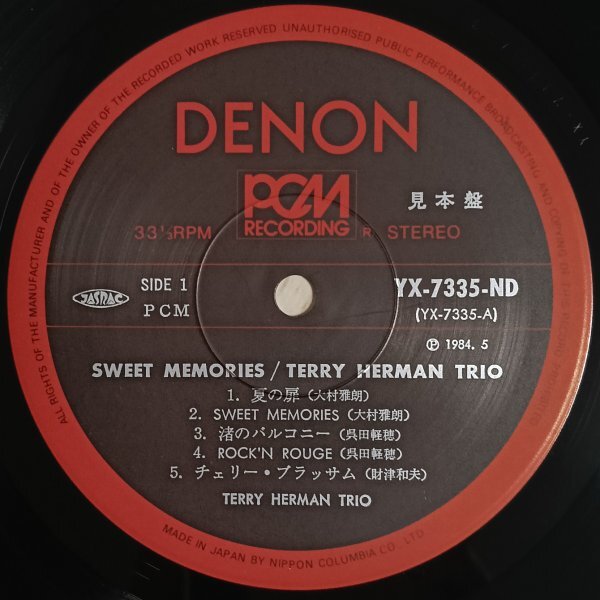 ALL RIGHTS OF THE MANUFACTURER AND OF THE OWNER OF THE RECORDED WORK RESERVED UNAUTHORISED PUBLIC PERFORMANCE BROADCASTING AND COPYING OF THIS RECORD PROHIBITED
DENON
PCM
RECORDING
見本盤
33 1/3 RPM
R STEREO
JASRAC
SIDE 1
PCM
YX-7335-ND
(YX-7335-A)
Ⓟ 1984. 5
SWEET MEMORIES / TERRY HERMAN TRIO
1. 夏の扉 (大村雅朗)
2. SWEET MEMORIES (大村雅朗)
3. 渚のバルコニー (呉田軽穂)
4. ROCK'N ROUGE (呉田軽穂)
5. チェリー・ブラッサム (財津和夫)
TERRY HERMAN TRIO
MADE IN JAPAN BY NIPPON COLUMBIA CO., LTD.